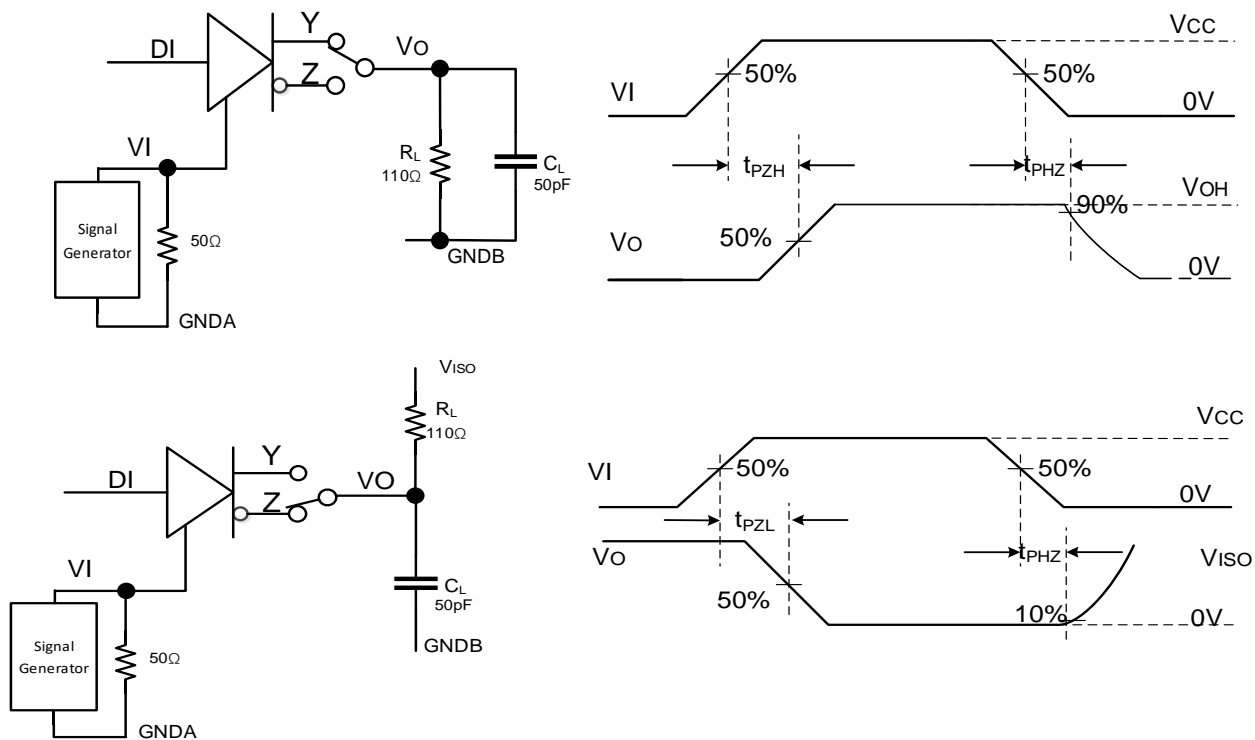 DI
Y
Z
VO
VI
RL
110Ω
CL
50pF
GNDB
Signal
Generator
50Ω
GNDA
VCC
VI
50%
50%
0V
tPZH
tPHZ
VOH
90%
VO
50%
0V
VISO
RL
110Ω
DI
Y
Z
VO
VI
CL
50pF
GNDB
Signal
Generator
50Ω
GNDA
VCC
VI
50%
50%
0V
tPZL
VO
tPHZ
VISO
50%
10%
0V